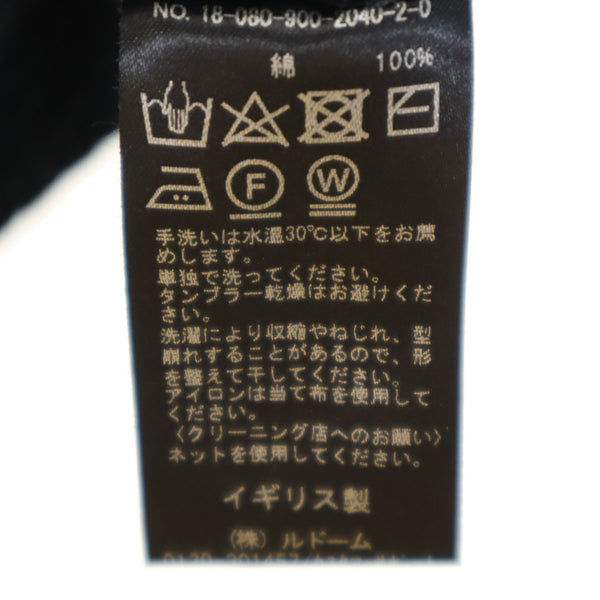 NO. 18-080-900-2040-2-0
綿 100%
F W
手洗いは水温30℃以下をお薦
めします。
単独で洗ってください。
タンブラー乾燥はお避けくだ
さい。
洗濯により収縮やねじれ、型
崩れすることがあるので、形
を整えて干してください。
アイロンは当て布を使用して
ください。
〈クリーニング店へのお願い〉
ネットを使用してください。
イギリス製
(株) ルドーム